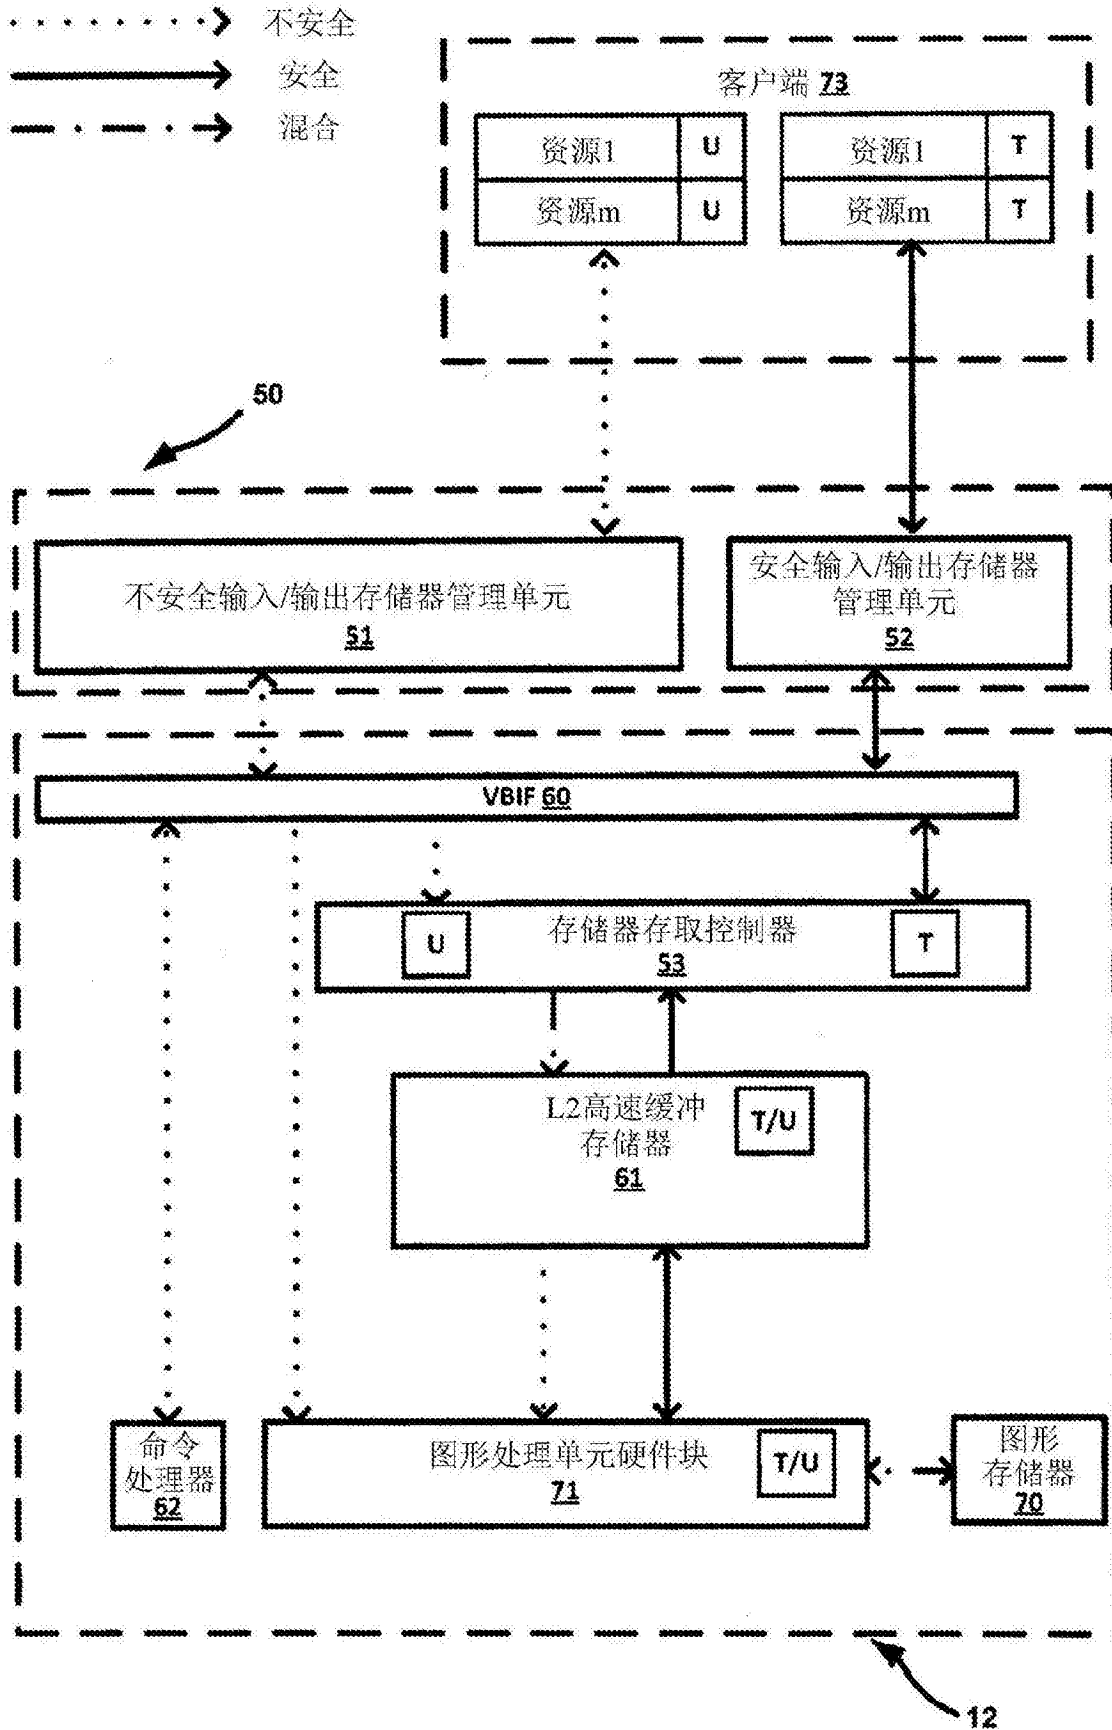 不安全
安全
混合
客户端 73
资源1 U
资源m U
资源1 T
资源m T
50
不安全输入/输出存储器管理单元
51
安全输入/输出存储器
管理单元
52
VBIF 60
U
存储器存取控制器
53
T
L2高速缓冲
存储器
61
T/U
命令
处理器
62
图形处理单元硬件块
71
T/U
图形
存储器
70
12